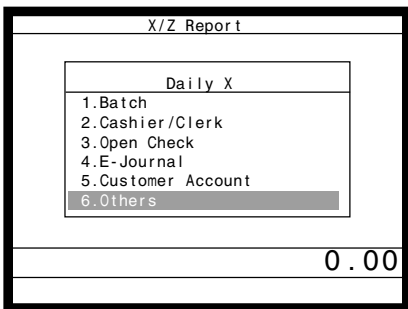 X/Z Report
Daily X
1.Batch
2.Cashier/Clerk
3.Open Check
4.E-Journal
5.Customer Account
6.Others
0.00